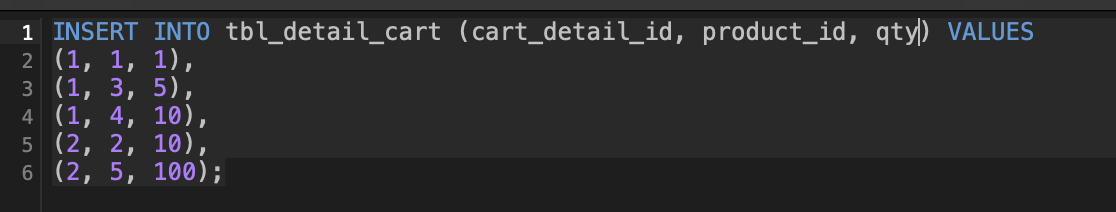 1 INSERT INTO tbl_detail_cart (cart_detail_id, product_id, qty) VALUES
2 (1, 1, 1),
3 (1, 3, 5),
4 (1, 4, 10),
5 (2, 2, 10),
6 (2, 5, 100);